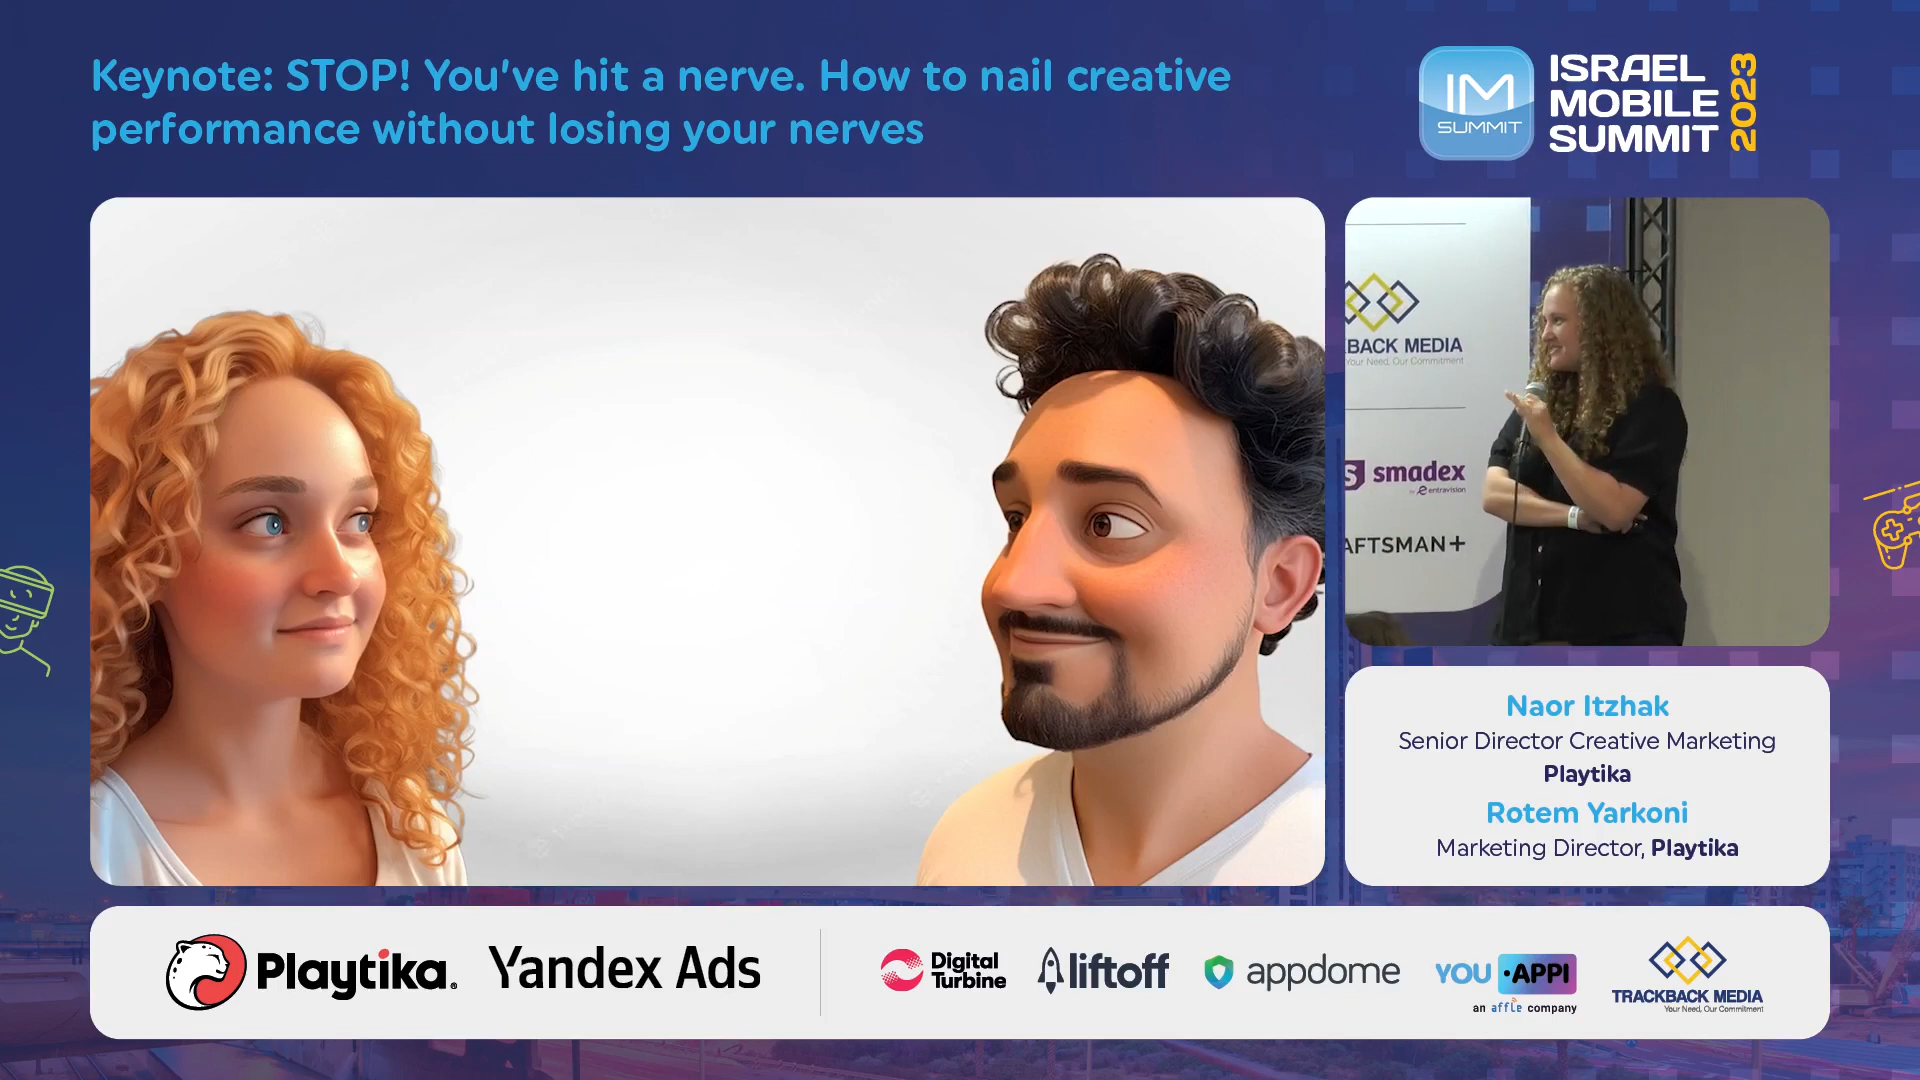 Keynote: STOP! You've hit a nerve. How to nail creative
performance without losing your nerves
IM
SUMMIT
ISRAEL
MOBILE
SUMMIT
2023
BACK MEDIA
Your Need, Our Commitment
S smadex
by entravision
AFTSMAN+
Naor Itzhak
Senior Director Creative Marketing
Playtika
Rotem Yarkoni
Marketing Director, Playtika
Playtika.
Yandex Ads
Digital
Turbine
liftoff
appdome
YOU•APPI
an affle company
TRACKBACK MEDIA
Your Need, Our Commitment